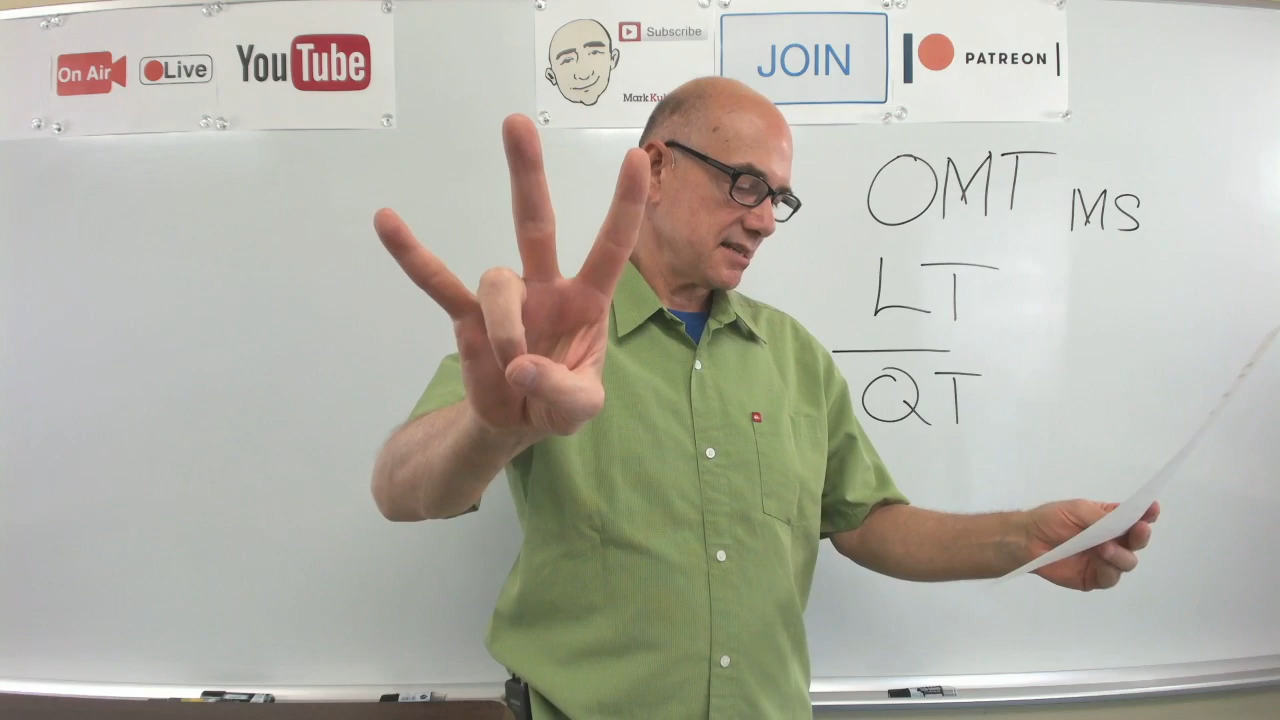 On Air
Live
YouTube
Subscribe
JOIN
PATREON
OMT
MS
LT
QT